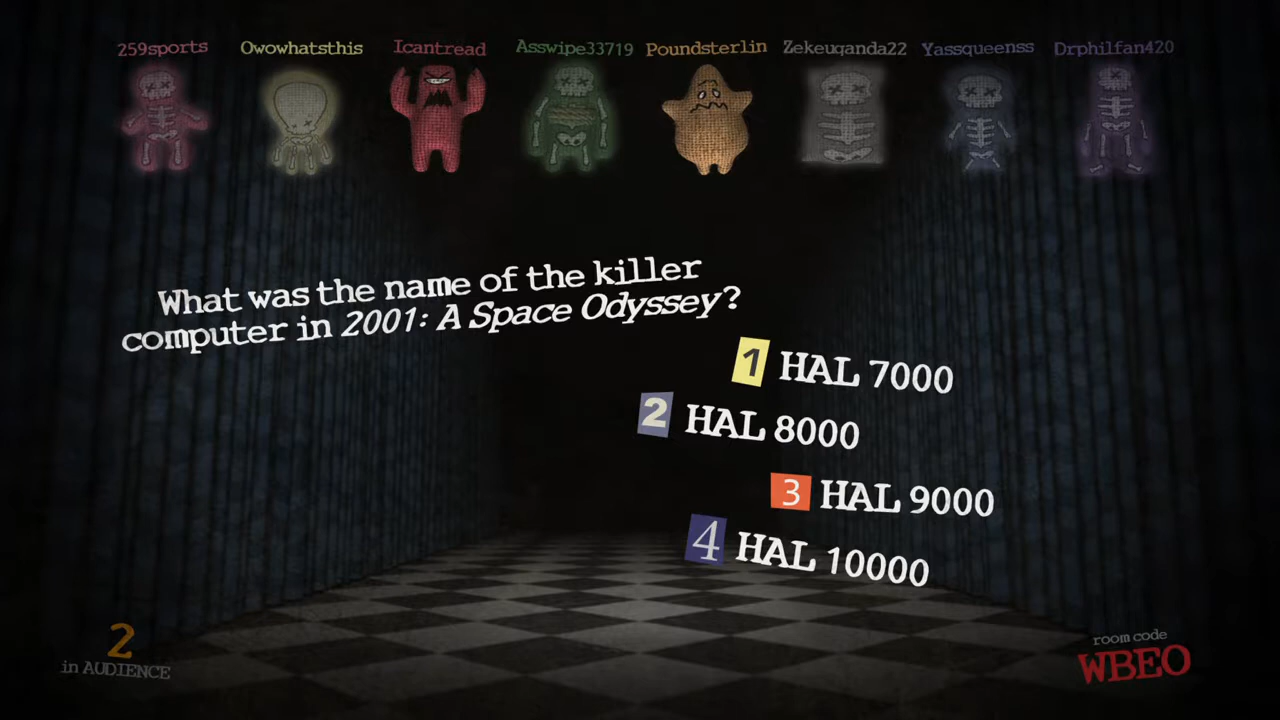 259sports
Owowhatsthis
Icantread
Asswipe33719
Poundsterlin
Zekeuganda22
Yassqueenss
Drphilfan420
What was the name of the killer
computer in 2001: A Space Odyssey?
1 HAL 7000
2 HAL 8000
3 HAL 9000
4 HAL 10000
2
in AUDIENCE
room code
WBEO